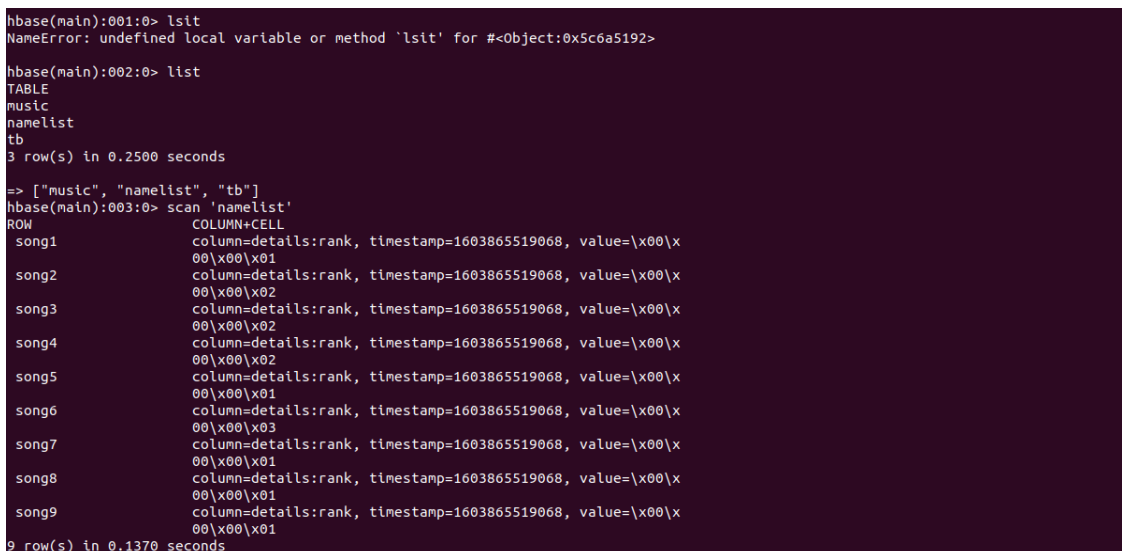 hbase(main):001:0> lsit
NameError: undefined local variable or method `lsit' for #<Object:0x5c6a5192>
hbase(main):002:0> list
TABLE
music
namelist
tb
3 row(s) in 0.2500 seconds
=> ["music", "namelist", "tb"]
hbase(main):003:0> scan 'namelist'
ROW COLUMN+CELL
song1 column=details:rank, timestamp=1603865519068, value=\x00\x
00\x00\x01
song2 column=details:rank, timestamp=1603865519068, value=\x00\x
00\x00\x02
song3 column=details:rank, timestamp=1603865519068, value=\x00\x
00\x00\x02
song4 column=details:rank, timestamp=1603865519068, value=\x00\x
00\x00\x02
song5 column=details:rank, timestamp=1603865519068, value=\x00\x
00\x00\x01
song6 column=details:rank, timestamp=1603865519068, value=\x00\x
00\x00\x03
song7 column=details:rank, timestamp=1603865519068, value=\x00\x
00\x00\x01
song8 column=details:rank, timestamp=1603865519068, value=\x00\x
00\x00\x01
song9 column=details:rank, timestamp=1603865519068, value=\x00\x
00\x00\x01
9 row(s) in 0.1370 seconds